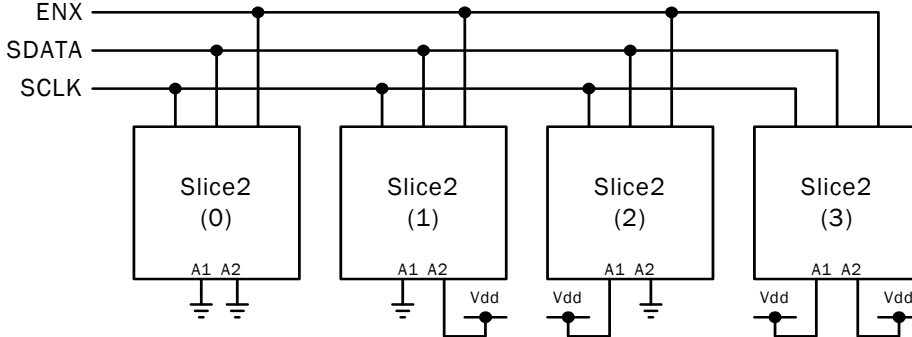 ENX
SDATA
SCLK
Slice2 Slice2 Slice2 Slice2
(0) (1) (2) (3)
A1 A2 A1 A2 A1 A2 A1 A2
Vdd Vdd Vdd Vdd